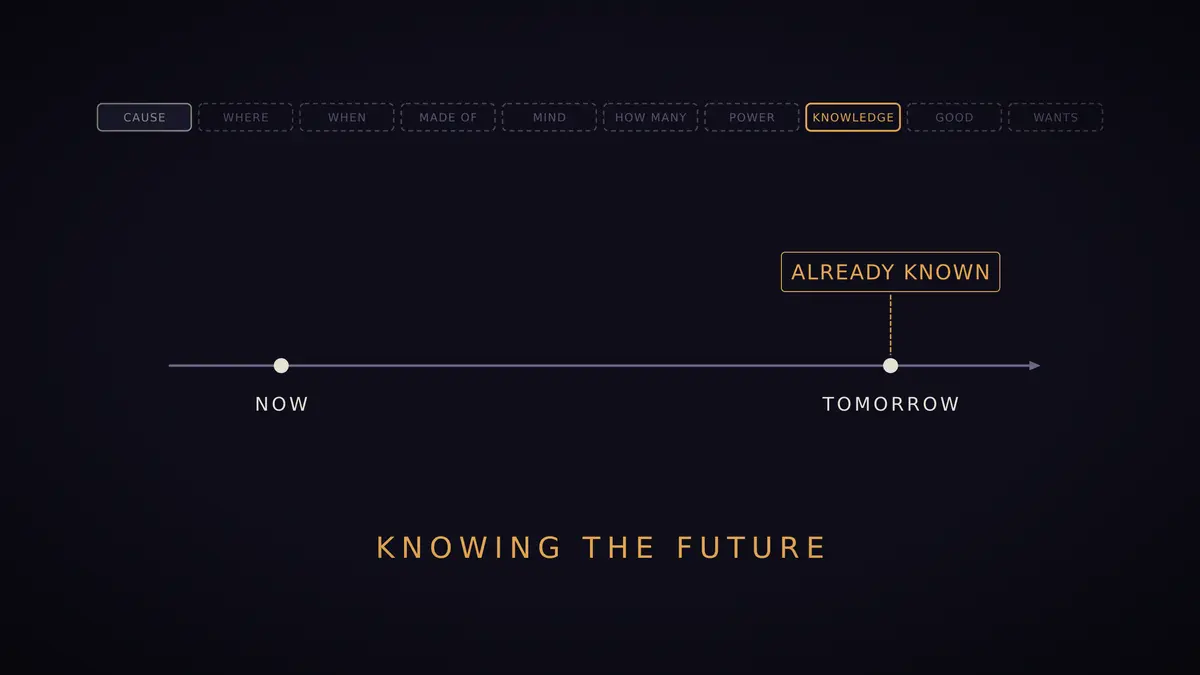 CAUSE WHERE WHEN MADE OF MIND HOW MANY POWER KNOWLEDGE GOOD WANTS
ALREADY KNOWN
NOW TOMORROW
KNOWING THE FUTURE